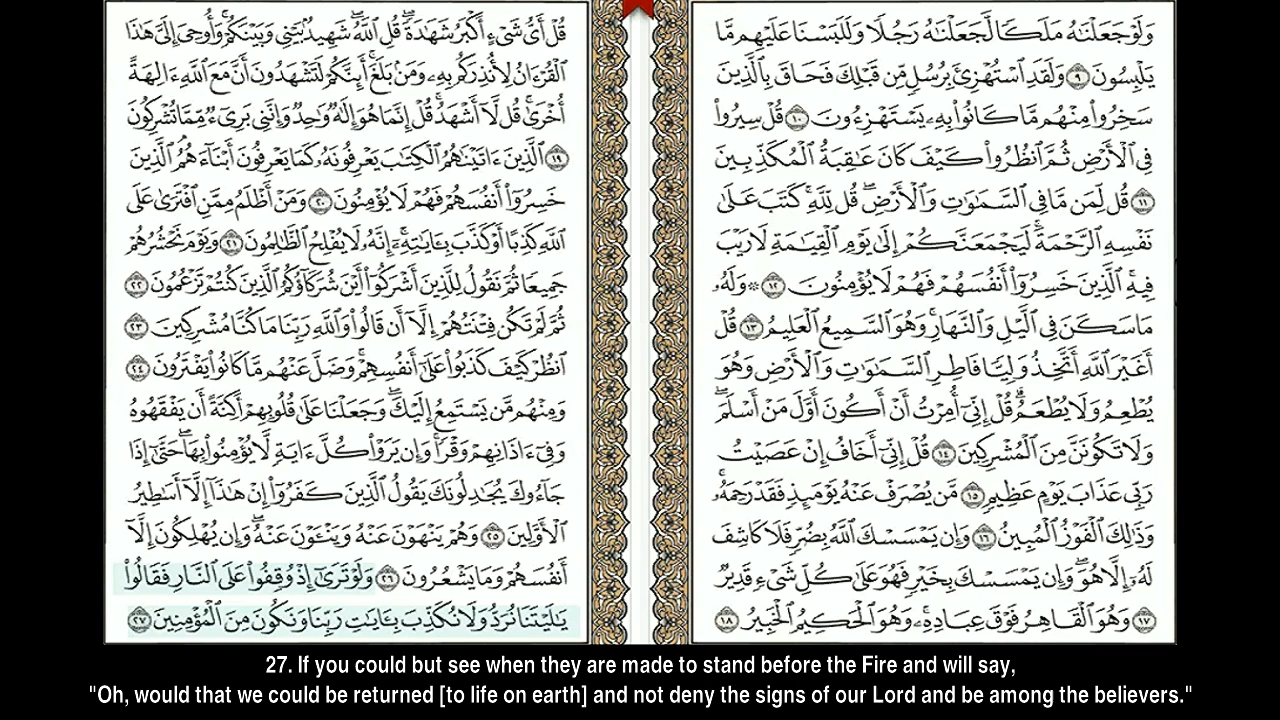 وَلَوْ جَعَلْنَٰهُ مَلَكًا لَّجَعَلْنَٰهُ رَجُلًا وَلَلَبَسْنَا عَلَيْهِم مَّا
يَلْبِسُونَ ٩ وَلَقَدِ ٱسْتُهْزِئَ بِرُسُلٍ مِّن قَبْلِكَ فَحَاقَ بِٱلَّذِينَ
سَخِرُوا۟ مِنْهُم مَّا كَانُوا۟ بِهِۦ يَسْتَهْزِءُونَ ١٠ قُلْ سِيرُوا۟
فِى ٱلْأَرْضِ ثُمَّ ٱنظُرُوا۟ كَيْفَ كَانَ عَٰقِبَةُ ٱلْمُكَذِّبِينَ
١١ قُل لِّمَن مَّا فِى ٱلسَّمَٰوَٰتِ وَٱلْأَرْضِ ۖ قُل لِّلَّهِ ۚ كَتَبَ عَلَىٰ
نَفْسِهِ ٱلرَّحْمَةَ ۚ لَيَجْمَعَنَّكُمْ إِلَىٰ يَوْمِ ٱلْقِيَٰمَةِ لَا رَيْبَ
فِيهِ ۚ ٱلَّذِينَ خَسِرُوٓا۟ أَنفُسَهُمْ فَهُمْ لَا يُؤْمِنُونَ ١٢ ۞ وَلَهُۥ
مَا سَكَنَ فِى ٱلَّيْلِ وَٱلنَّهَارِ ۚ وَهُوَ ٱلسَّمِيعُ ٱلْعَلِيمُ ١٣ قُلْ
أَغَيْرَ ٱللَّهِ أَتَّخِذُ وَلِيًّا فَاطِرِ ٱلسَّمَٰوَٰتِ وَٱلْأَرْضِ وَهُوَ
يُطْعِمُ وَلَا يُطْعَمُ ۗ قُلْ إِنِّىٓ أُمِرْتُ أَنْ أَكُونَ أَوَّلَ مَنْ أَسْلَمَ ۖ
وَلَا تَكُونَنَّ مِنَ ٱلْمُشْرِكِينَ ١٤ قُلْ إِنِّىٓ أَخَافُ إِنْ عَصَيْتُ
رَبِّى عَذَابَ يَوْمٍ عَظِيمٍ ١٥ مَّن يُصْرَفْ عَنْهُ يَوْمَئِذٍ فَقَدْ رَحِمَهُۥ ۚ
وَذَٰلِكَ ٱلْفَوْزُ ٱلْمُبِينُ ١٦ وَإِن يَمْسَسْكَ ٱللَّهُ بِضُرٍّ فَلَا كَاشِفَ
لَهُۥٓ إِلَّا هُوَ ۖ وَإِن يَمْسَسْكَ بِخَيْرٍ فَهُوَ عَلَىٰ كُلِّ شَىْءٍ قَدِيرٌ
١٧ وَهُوَ ٱلْقَاهِرُ فَوْقَ عِبَادِهِۦ ۚ وَهُوَ ٱلْحَكِيمُ ٱلْخَبِيرُ ١٨
قُلْ أَىُّ شَىْءٍ أَكْبَرُ شَهَٰدَةً ۖ قُلِ ٱللَّهُ ۖ شَهِيدٌۢ بَيْنِى وَبَيْنَكُمْ ۚ وَأُوحِىَ إِلَىَّ هَٰذَا
ٱلْقُرْءَانُ لِأُنذِرَكُم بِهِۦ وَمَنۢ بَلَغَ ۚ أَئِنَّكُمْ لَتَشْهَدُونَ أَنَّ مَعَ ٱللَّهِ ءَالِهَةً
أُخْرَىٰ ۚ قُل لَّآ أَشْهَدُ ۚ قُلْ إِنَّمَا هُوَ إِلَٰهٌ وَٰحِدٌ وَإِنَّنِى بَرِىٓءٌ مِّمَّا تُشْرِكُونَ
١٩ ٱلَّذِينَ ءَاتَيْنَٰهُمُ ٱلْكِتَٰبَ يَعْرِفُونَهُۥ كَمَا يَعْرِفُونَ أَبْنَآءَهُمُ ۘ ٱلَّذِينَ
خَسِرُوٓا۟ أَنفُسَهُمْ فَهُمْ لَا يُؤْمِنُونَ ٢٠ وَمَنْ أَظْلَمُ مِمَّنِ ٱفْتَرَىٰ عَلَى
ٱللَّهِ كَذِبًا أَوْ كَذَّبَ بِـَٔايَٰتِهِۦٓ ۗ إِنَّهُۥ لَا يُفْلِحُ ٱلظَّٰلِمُونَ ٢١ وَيَوْمَ نَحْشُرُهُمْ
جَمِيعًا ثُمَّ نَقُولُ لِلَّذِينَ أَشْرَكُوٓا۟ أَيْنَ شُرَكَآؤُكُمُ ٱلَّذِينَ كُنتُمْ تَزْعُمُونَ ٢٢
ثُمَّ لَمْ تَكُن فِتْنَتُهُمْ إِلَّآ أَن قَالُوا۟ وَٱللَّهِ رَبِّنَا مَا كُنَّا مُشْرِكِينَ ٢٣
ٱنظُرْ كَيْفَ كَذَبُوا۟ عَلَىٰٓ أَنفُسِهِمْ ۚ وَضَلَّ عَنْهُم مَّا كَانُوا۟ يَفْتَرُونَ ٢٤
وَمِنْهُم مَّن يَسْتَمِعُ إِلَيْكَ ۖ وَجَعَلْنَا عَلَىٰ قُلُوبِهِمْ أَكِنَّةً أَن يَفْقَهُوهُ
وَفِىٓ ءَاذَانِهِمْ وَقْرًا ۚ وَإِن يَرَوْا۟ كُلَّ ءَايَةٍ لَّا يُؤْمِنُوا۟ بِهَا ۚ حَتَّىٰٓ إِذَا
جَآءُوكَ يُجَٰدِلُونَكَ يَقُولُ ٱلَّذِينَ كَفَرُوٓا۟ إِنْ هَٰذَآ إِلَّآ أَسَٰطِيرُ
ٱلْأَوَّلِينَ ٢٥ وَهُمْ يَنْهَوْنَ عَنْهُ وَيَنْـَٔوْنَ عَنْهُ ۖ وَإِن يُهْلِكُونَ إِلَّآ
أَنفُسَهُمْ وَمَا يَشْعُرُونَ ٢٦ وَلَوْ تَرَىٰٓ إِذْ وُقِفُوا۟ عَلَى ٱلنَّارِ فَقَالُوا۟
يَٰلَيْتَنَا نُرَدُّ وَلَا نُكَذِّبَ بِـَٔايَٰتِ رَبِّنَا وَنَكُونَ مِنَ ٱلْمُؤْمِنِينَ ٢٧
27. If you could but see when they are made to stand before the Fire and will say,
"Oh, would that we could be returned [to life on earth] and not deny the signs of our Lord and be among the believers."